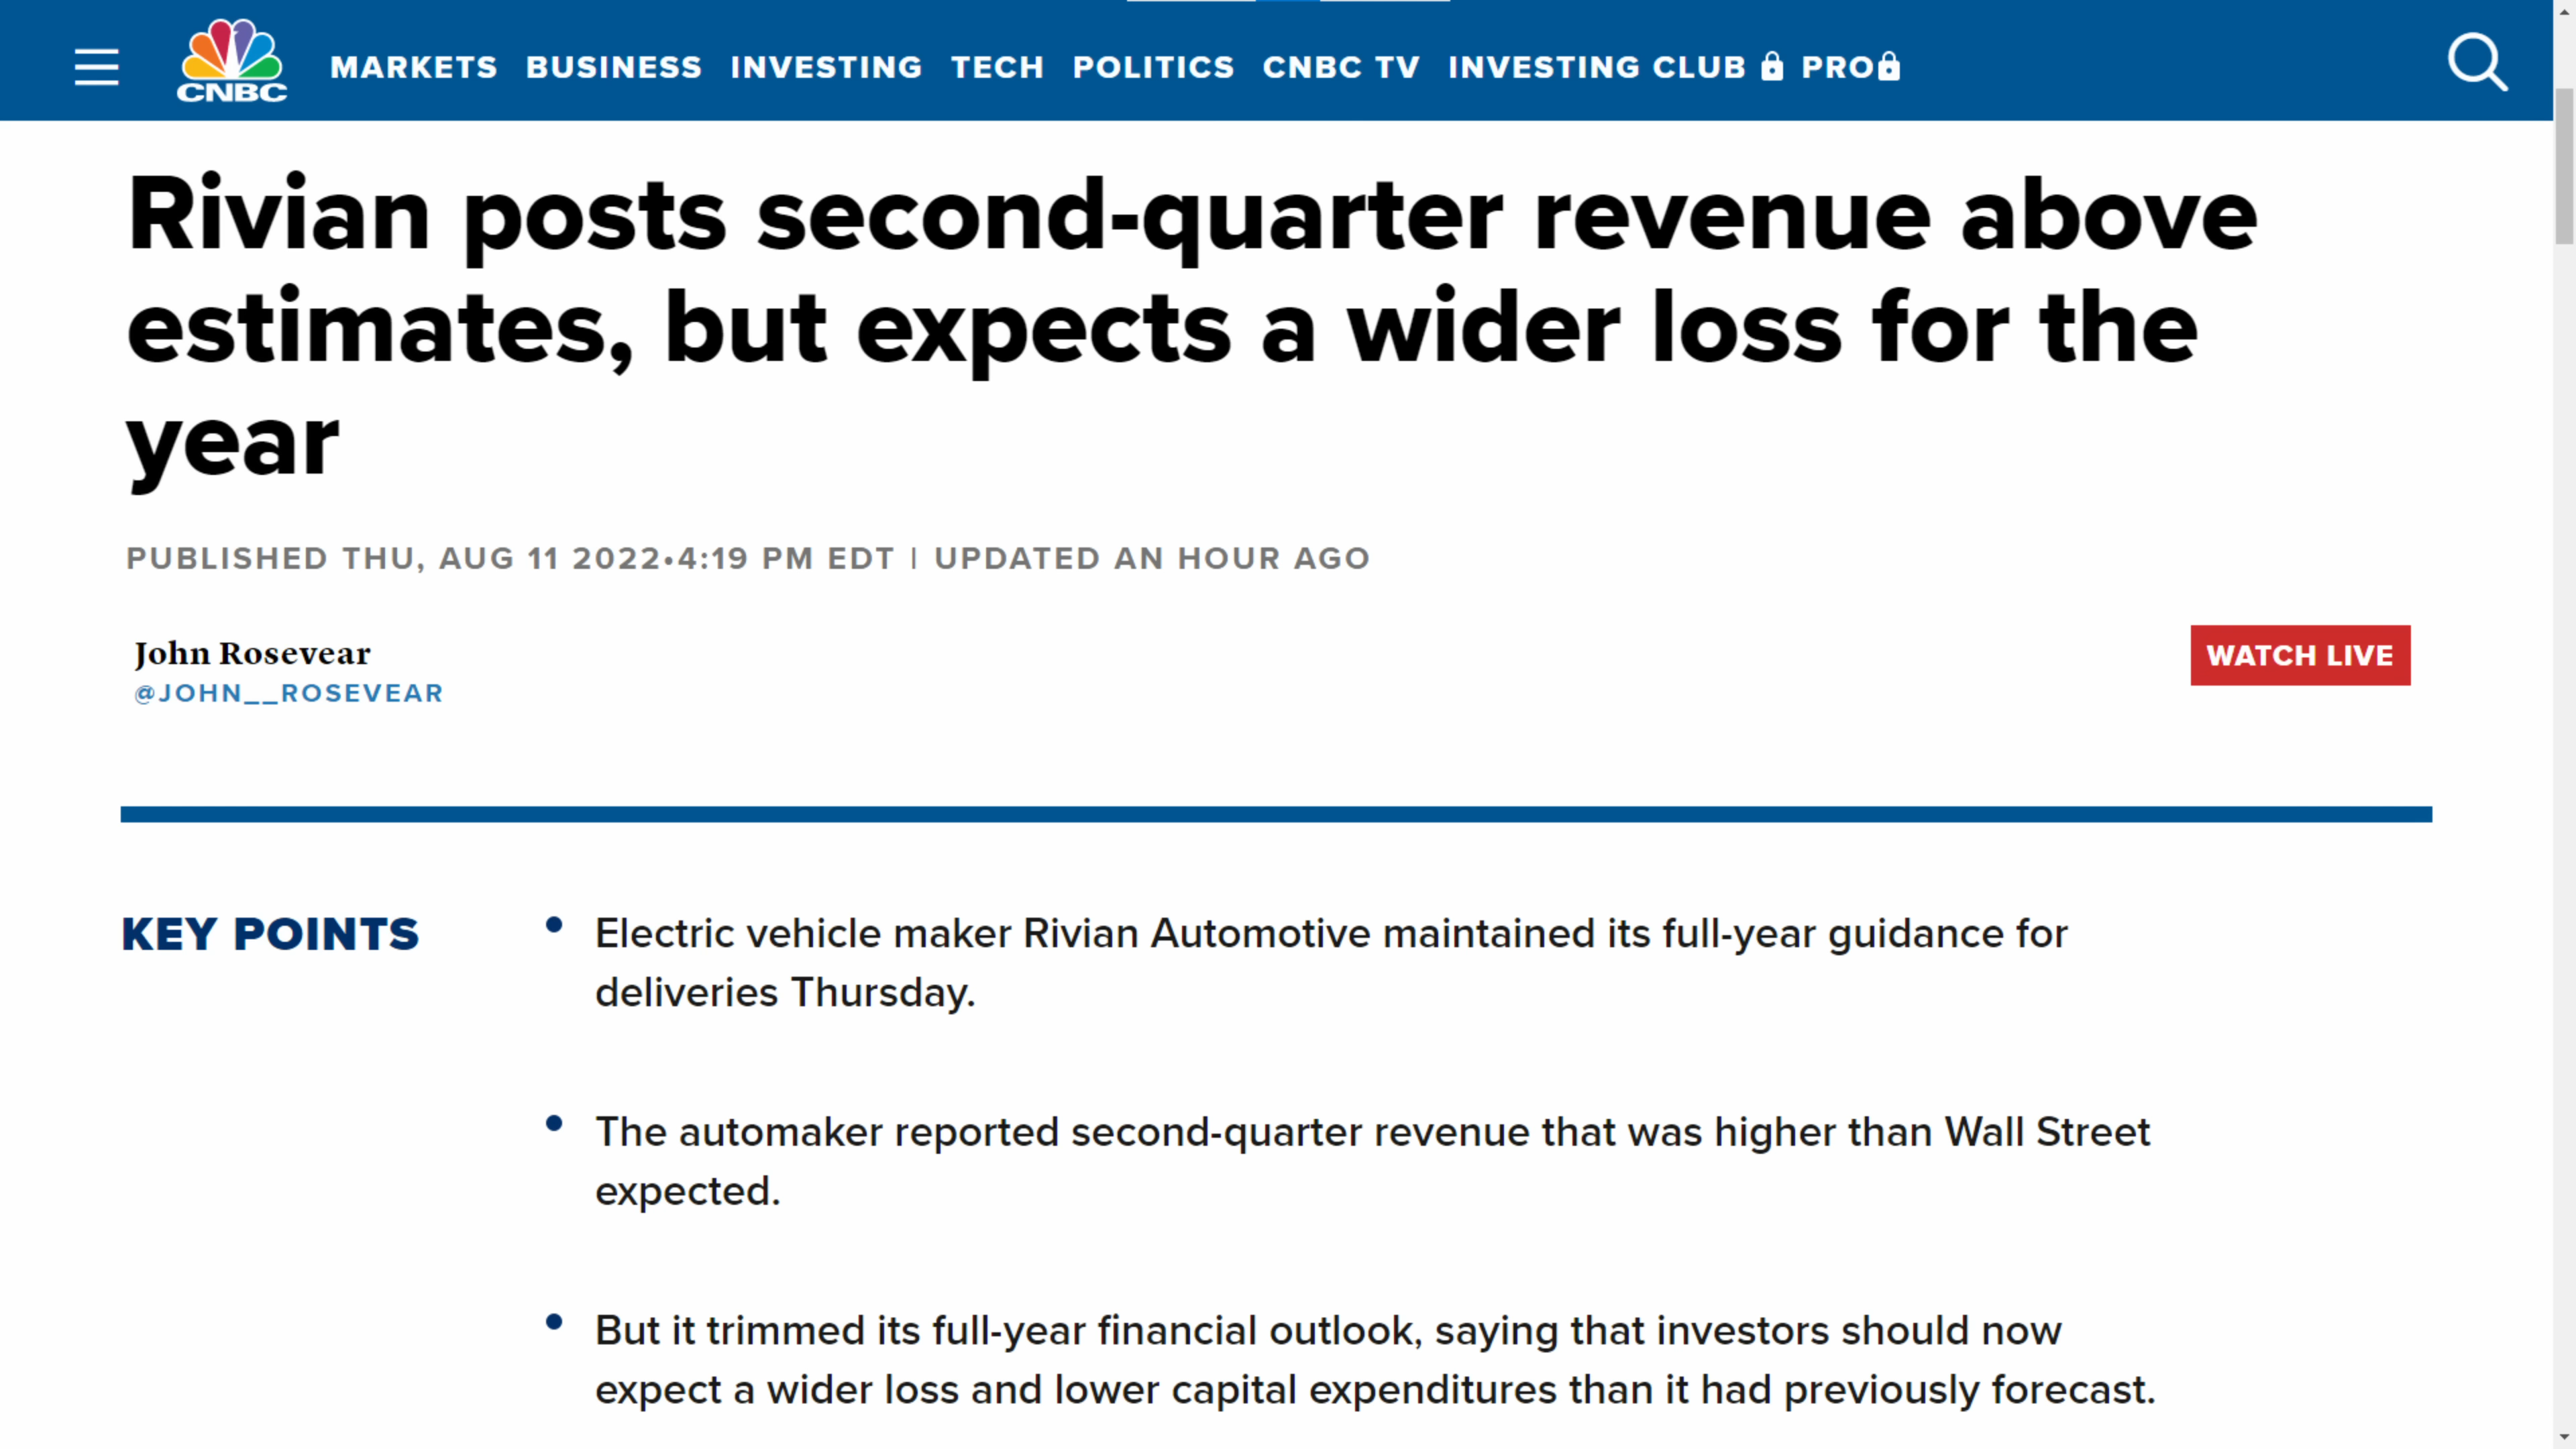 CNBC
MARKETS BUSINESS INVESTING TECH POLITICS CNBC TV INVESTING CLUB PRO
Rivian posts second-quarter revenue above
estimates, but expects a wider loss for the
year
PUBLISHED THU, AUG 11 2022•4:19 PM EDT | UPDATED AN HOUR AGO
John Rosevear
@JOHN__ROSEVEAR
WATCH LIVE
KEY POINTS
• Electric vehicle maker Rivian Automotive maintained its full-year guidance for
deliveries Thursday.
• The automaker reported second-quarter revenue that was higher than Wall Street
expected.
• But it trimmed its full-year financial outlook, saying that investors should now
expect a wider loss and lower capital expenditures than it had previously forecast.